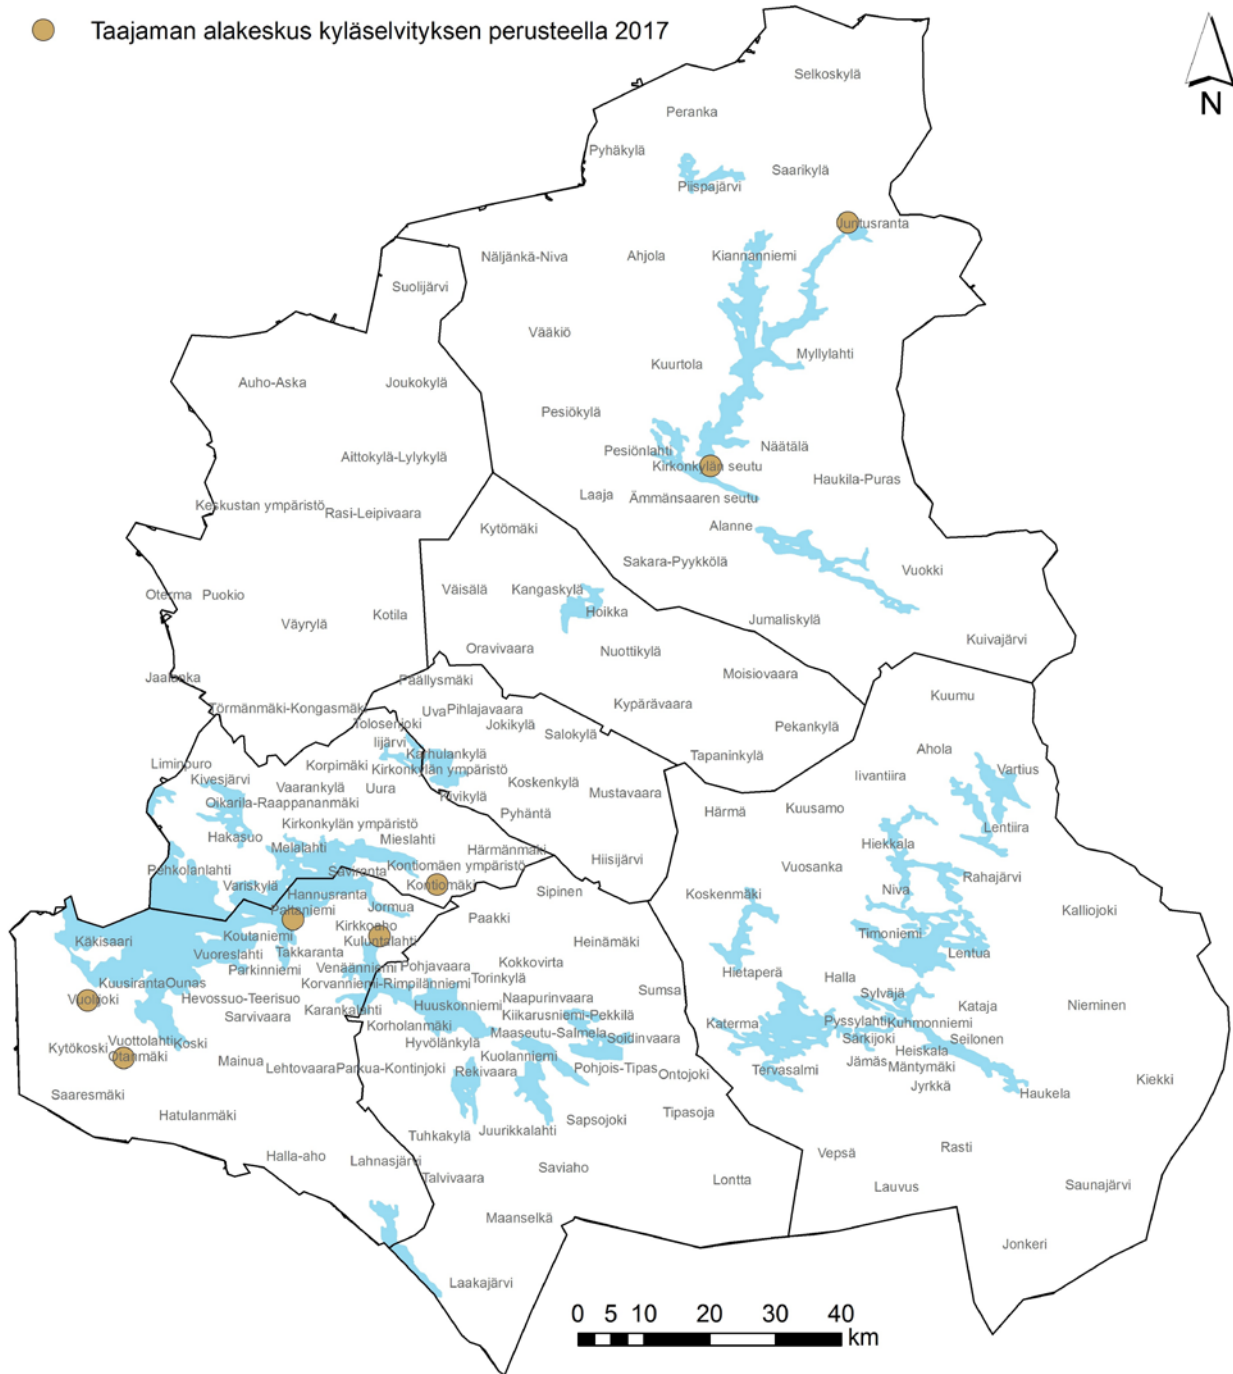 Taajaman alakeskus kyläselvityksen perusteella 2017
N
Selkoskylä
Peranka
Pyhäkylä
Saarikylä
Piispajärvi
Juntusranta
Näljänkä-Niva
Ahjola
Kiannanniemi
Suolijärvi
Vääkiö
Myllylahti
Kuurtola
Auho-Aska
Joukokylä
Pesiökylä
Näätälä
Pesiönlahti
Aittokylä-Lylykylä
Kirkonkylän seutu
Haukila-Puras
Laaja
Ämmänsaaren seutu
Keskustan ympäristö
Rasi-Leipivaara
Kytömäki
Alanne
Sakara-Pyykkölä
Vuokki
Väisälä
Kangaskylä
Oterma
Puokio
Hoikka
Kotila
Väyrylä
Jumaliskylä
Kuivajärvi
Oravivaara
Nuottikylä
Moisiovaara
Jaalanka
Päällysmäki
Kuumu
Törmänmäki-Kongasmäki
Uva
Pihlajavaara
Kypärävaara
Tolosenjoki
Jokikylä
Salokylä
Pekankylä
Iijärvi
Karhulankylä
Tapaninkylä
Ahola
Liminpuro
Korpimäki
Kirkonkylän ympäristö
Iivantiira
Vartius
Kivesjärvi
Vaarankylä
Uura
Koskenkylä
Mustavaara
Oikarila-Raappananmäki
Kivikylä
Pyhäntä
Härmä
Kuusamo
Kirkonkylän ympäristö
Lentiira
Hakasuo
Melalahti
Mieslahti
Härmänmäki
Hiekkala
Hiisijärvi
Pehkolanlahti
Saviranta
Kontiomäen ympäristö
Vuosanka
Rahajärvi
Variskylä
Kontiomäki
Sipinen
Koskenmäki
Niva
Hannusranta
Jormua
Paltaniemi
Paakki
Kalliojoki
Kirkkoaho
Käkisaari
Koutaniemi
Kuluntalahti
Heinämäki
Timoniemi
Vuoreslahti
Takkaranta
Lentua
Parkinniemi
Venäänniemi
Pohjavaara
Kokkovirta
Hietaperä
Kuusiranta
Ounas
Korvanniemi-Rimpilänniemi
Torinkylä
Sumsa
Halla
Vuolijoki
Hevossuo-Teerisuo
Naapurinvaara
Sylväjä
Kataja
Nieminen
Karankalahti
Huuskonniemi
Kiikarusniemi-Pekkilä
Sarvivaara
Korholanmäki
Maaseutu-Salmela
Soidinvaara
Katerma
Pyssylahti
Kuhmonniemi
Vuottolahti
Koski
Hyvölänkylä
Särkijoki
Seilonen
Kytökoski
Otanmäki
Mainua
Kuolanniemi
Heiskala
Lehtovaara
Parkua-Kontinjoki
Rekivaara
Pohjois-Tipas
Ontojoki
Tervasalmi
Jämäs
Mäntymäki
Kiekki
Saaresmäki
Jyrkkä
Haukela
Hatulanmäki
Sapsojoki
Tipasoja
Tuhkakylä
Juurikkalahti
Rasti
Halla-aho
Lahnasjärvi
Vepsä
Talvivaara
Saviaho
Lontta
Lauvus
Saunajärvi
Maanselkä
Jonkeri
Laakajärvi
0 5 10 20 30 40
km